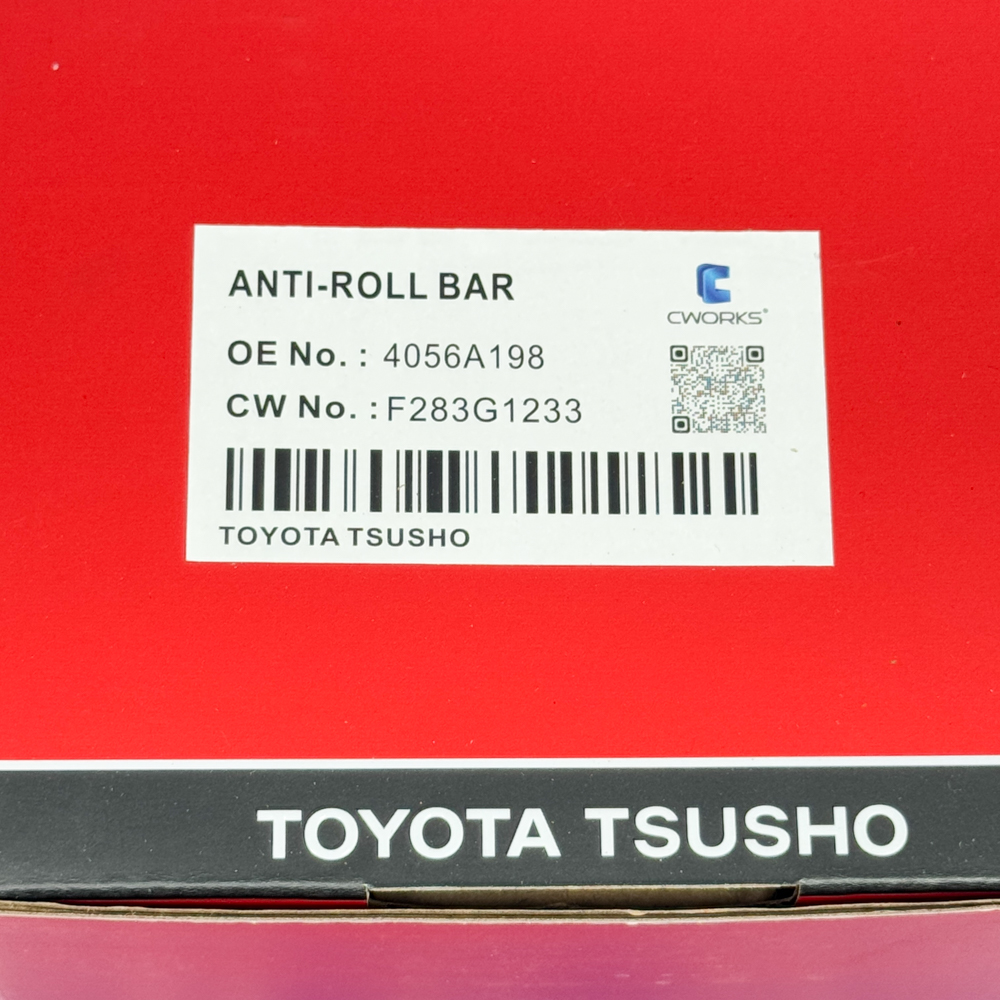 ANTI-ROLL BAR
CWORKS®
OE No. : 4056A198
CW No. : F283G1233
TOYOTA TSUSHO
TOYOTA TSUSHO